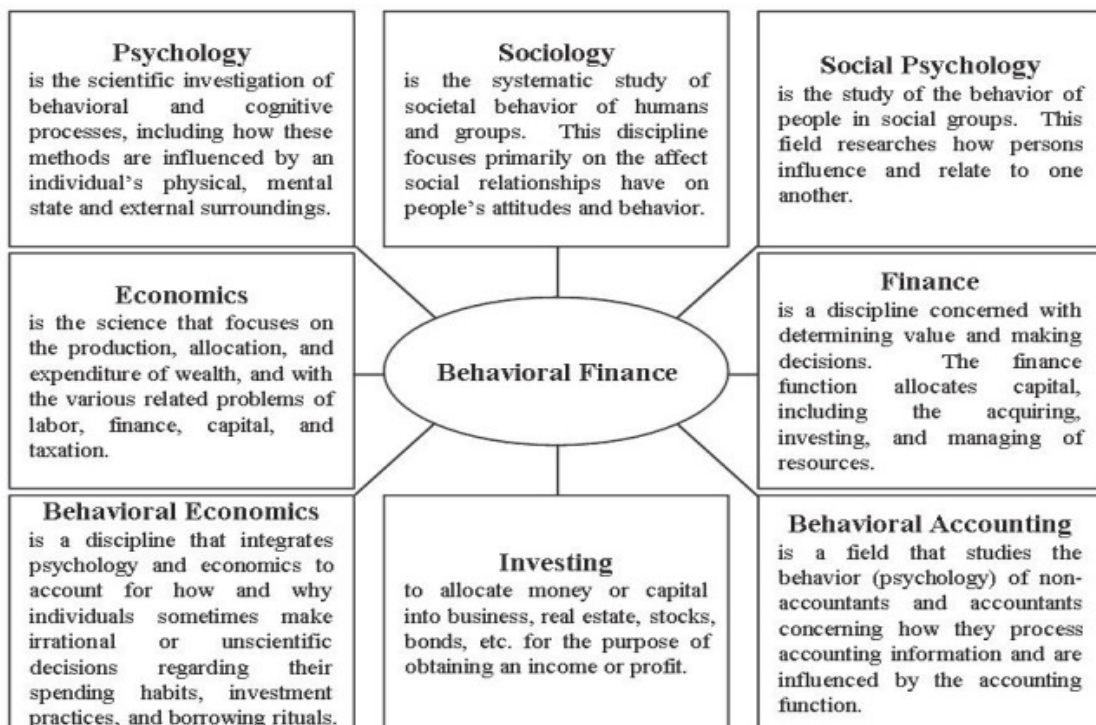 Psychology
is the scientific investigation of
behavioral and cognitive
processes, including how these
methods are influenced by an
individual's physical, mental
state and external surroundings.
Sociology
is the systematic study of
societal behavior of humans
and groups. This discipline
focuses primarily on the affect
social relationships have on
people's attitudes and behavior.
Social Psychology
is the study of the behavior of
people in social groups. This
field researches how persons
influence and relate to one
another.
Economics
is the science that focuses on
the production, allocation, and
expenditure of wealth, and with
the various related problems of
labor, finance, capital, and
taxation.
Behavioral Finance
Finance
is a discipline concerned with
determining value and making
decisions. The finance
function allocates capital,
including the acquiring,
investing, and managing of
resources.
Behavioral Economics
is a discipline that integrates
psychology and economics to
account for how and why
individuals sometimes make
irrational or unscientific
decisions regarding their
spending habits, investment
practices, and borrowing rituals.
Investing
to allocate money or capital
into business, real estate, stocks,
bonds, etc. for the purpose of
obtaining an income or profit.
Behavioral Accounting
is a field that studies the
behavior (psychology) of non-
accountants and accountants
concerning how they process
accounting information and are
influenced by the accounting
function.